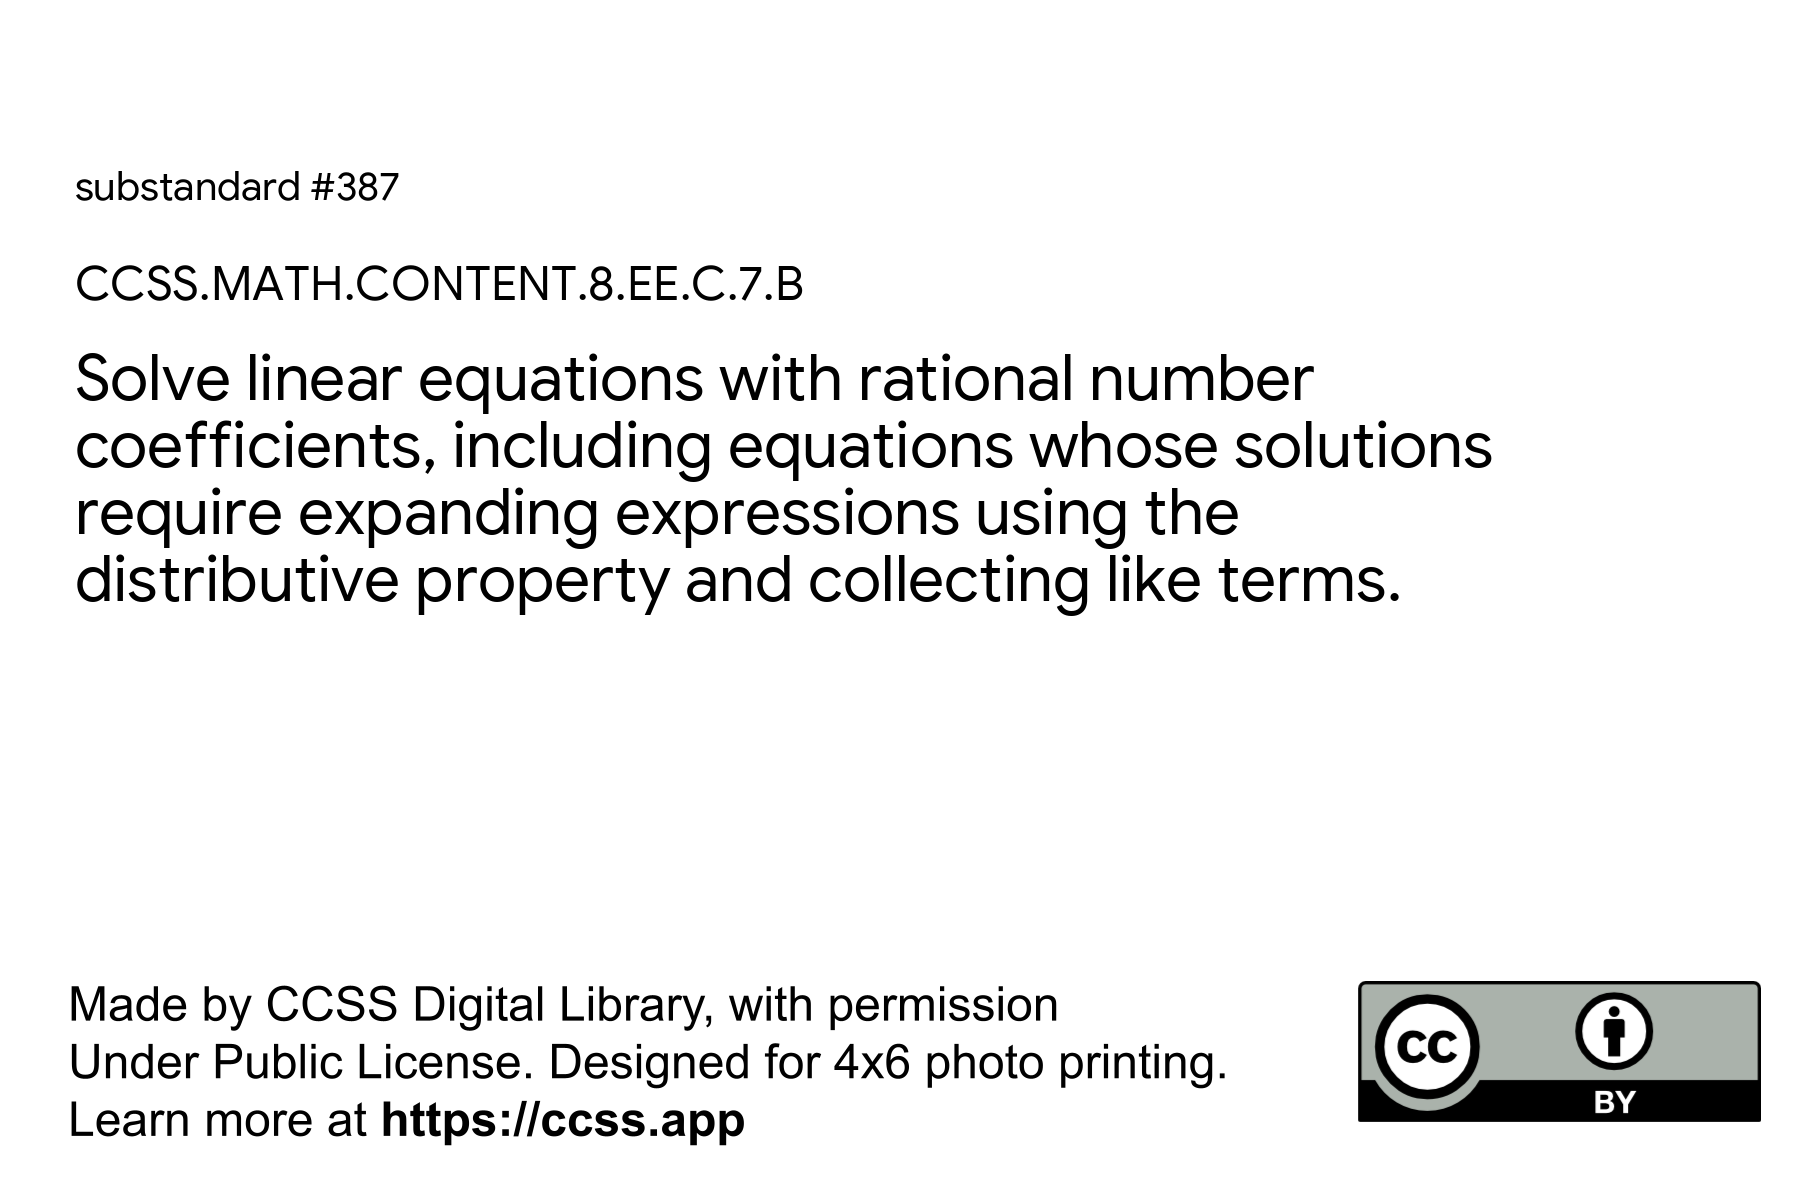 substandard #387
CCSS.MATH.CONTENT.8.EE.C.7.B
Solve linear equations with rational number
coefficients, including equations whose solutions
require expanding expressions using the
distributive property and collecting like terms.
Made by CCSS Digital Library, with permission
Under Public License. Designed for 4x6 photo printing.
Learn more at https://ccss.app
cc
BY